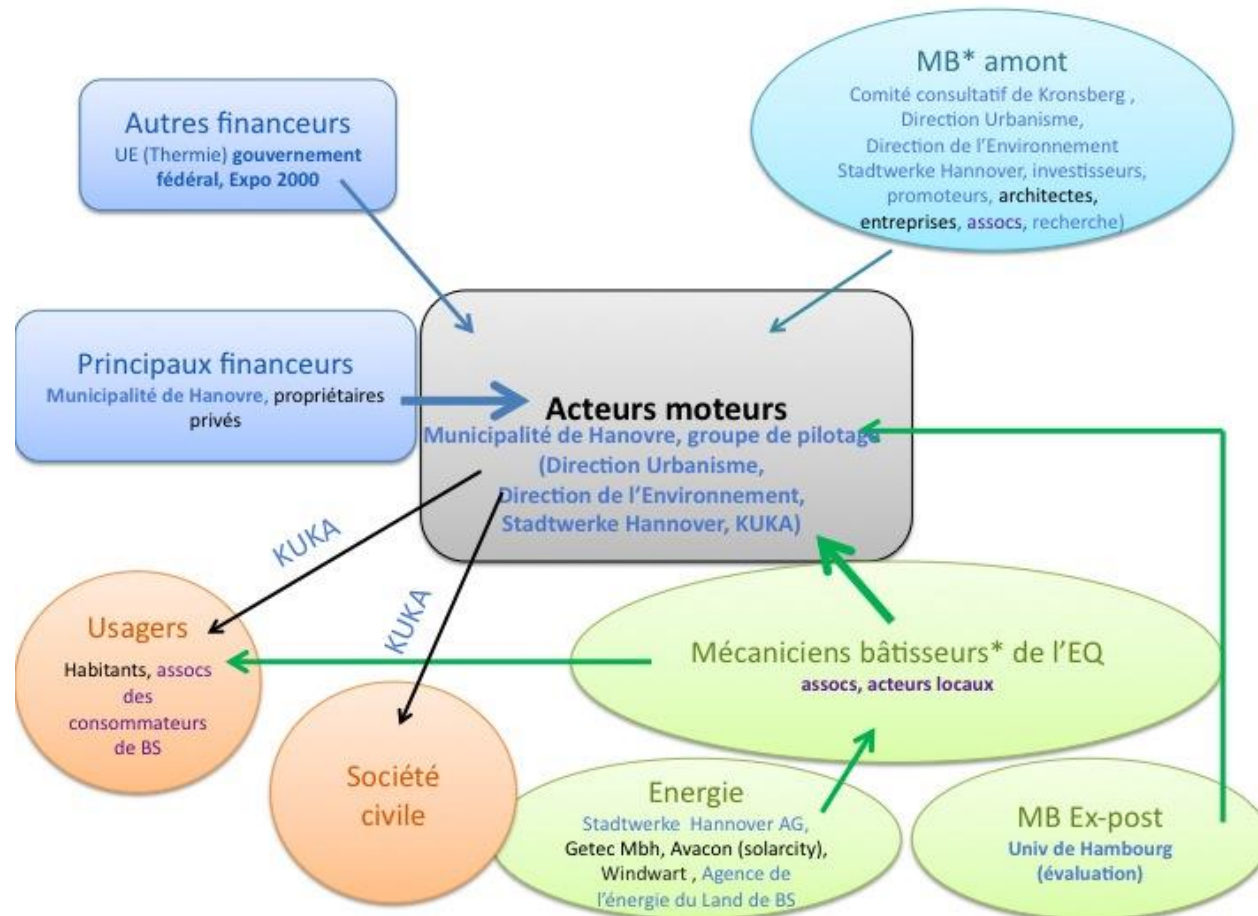 Autres financeurs
UE (Thermie) gouvernement
fédéral, Expo 2000
MB* amont
Comité consultatif de Kronsberg ,
Direction Urbanisme,
Direction de l'Environnement
Stadtwerke Hannover, investisseurs,
promoteurs, architectes,
entreprises, assocs, recherche)
Principaux financeurs
Municipalité de Hanovre, propriétaires
privés
Acteurs moteurs
Municipalité de Hanovre, groupe de pilotage
(Direction Urbanisme,
Direction de l'Environnement,
Stadtwerke Hannover, KUKA)
KUKA
KUKA
Usagers
Habitants, assocs
des
consommateurs
de BS
Société
civile
Mécaniciens bâtisseurs* de l'EQ
assocs, acteurs locaux
Energie
Stadtwerke Hannover AG,
Getec Mbh, Avacon (solarcity),
Windwart , Agence de
l'énergie du Land de BS
MB Ex-post
Univ de Hambourg
(évaluation)